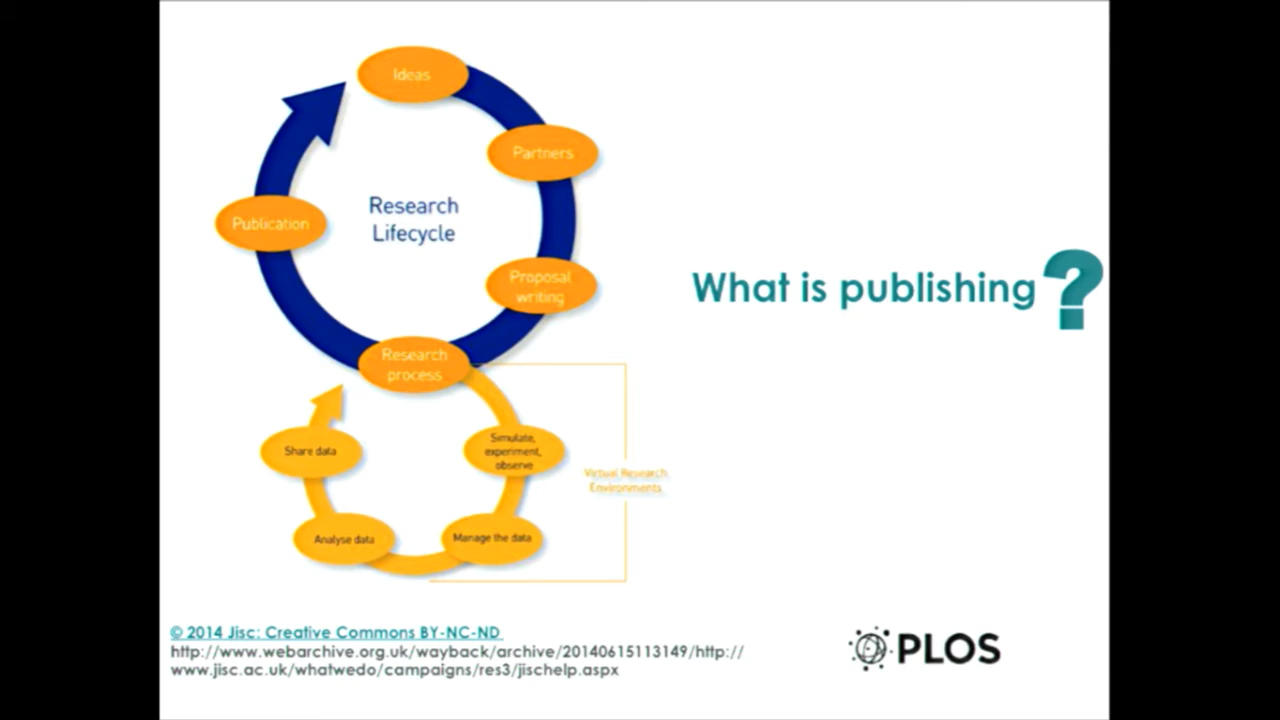 Ideas
Partners
Publication
Research
Lifecycle
Proposal
writing
What is publishing?
Research
process
Share data
Simulate,
experiment,
observe
Virtual Research
Environments
Analyse data
Manage the data
© 2014 Jisc: Creative Commons BY-NC-ND
http://www.webarchive.org.uk/wayback/archive/20140615113149/http://
www.jisc.ac.uk/whatwedo/campaigns/res3/jischelp.aspx
PLOS